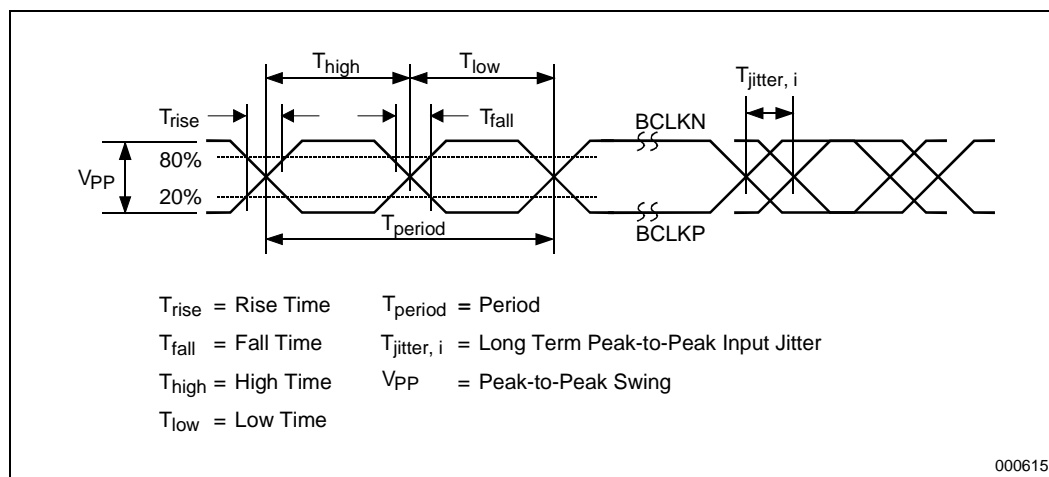 Thigh
Tlow
Tjitter, i
Trise
Tfall
BCLKN
80%
VPP
20%
Tperiod
BCLKP
Trise = Rise Time
Tperiod = Period
Tfall = Fall Time
Tjitter, i = Long Term Peak-to-Peak Input Jitter
Thigh = High Time
VPP = Peak-to-Peak Swing
Tlow = Low Time
000615